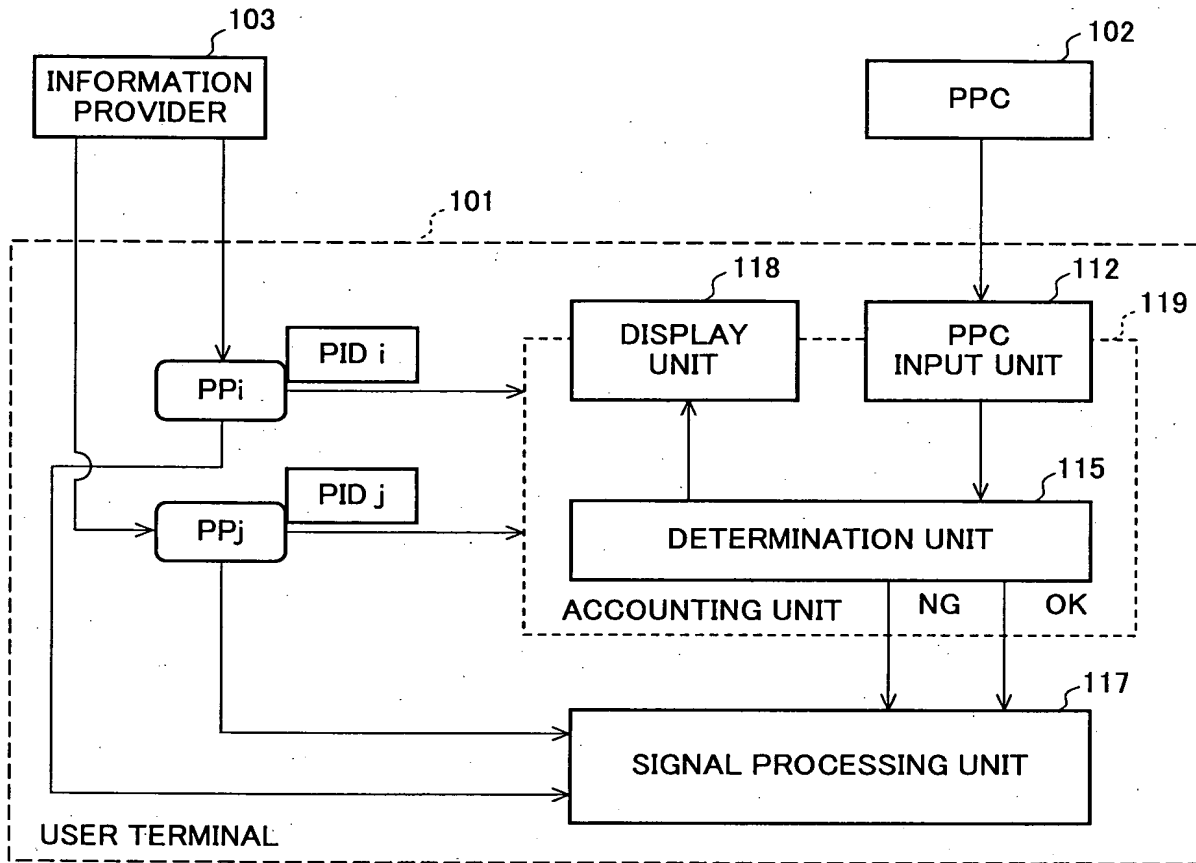 103
INFORMATION
PROVIDER
102
PPC
101
118
DISPLAY
UNIT
112
PPC
INPUT UNIT
119
PID i
PPi
PID j
PPj
115
DETERMINATION UNIT
ACCOUNTING UNIT
NG
OK
117
SIGNAL PROCESSING UNIT
USER TERMINAL